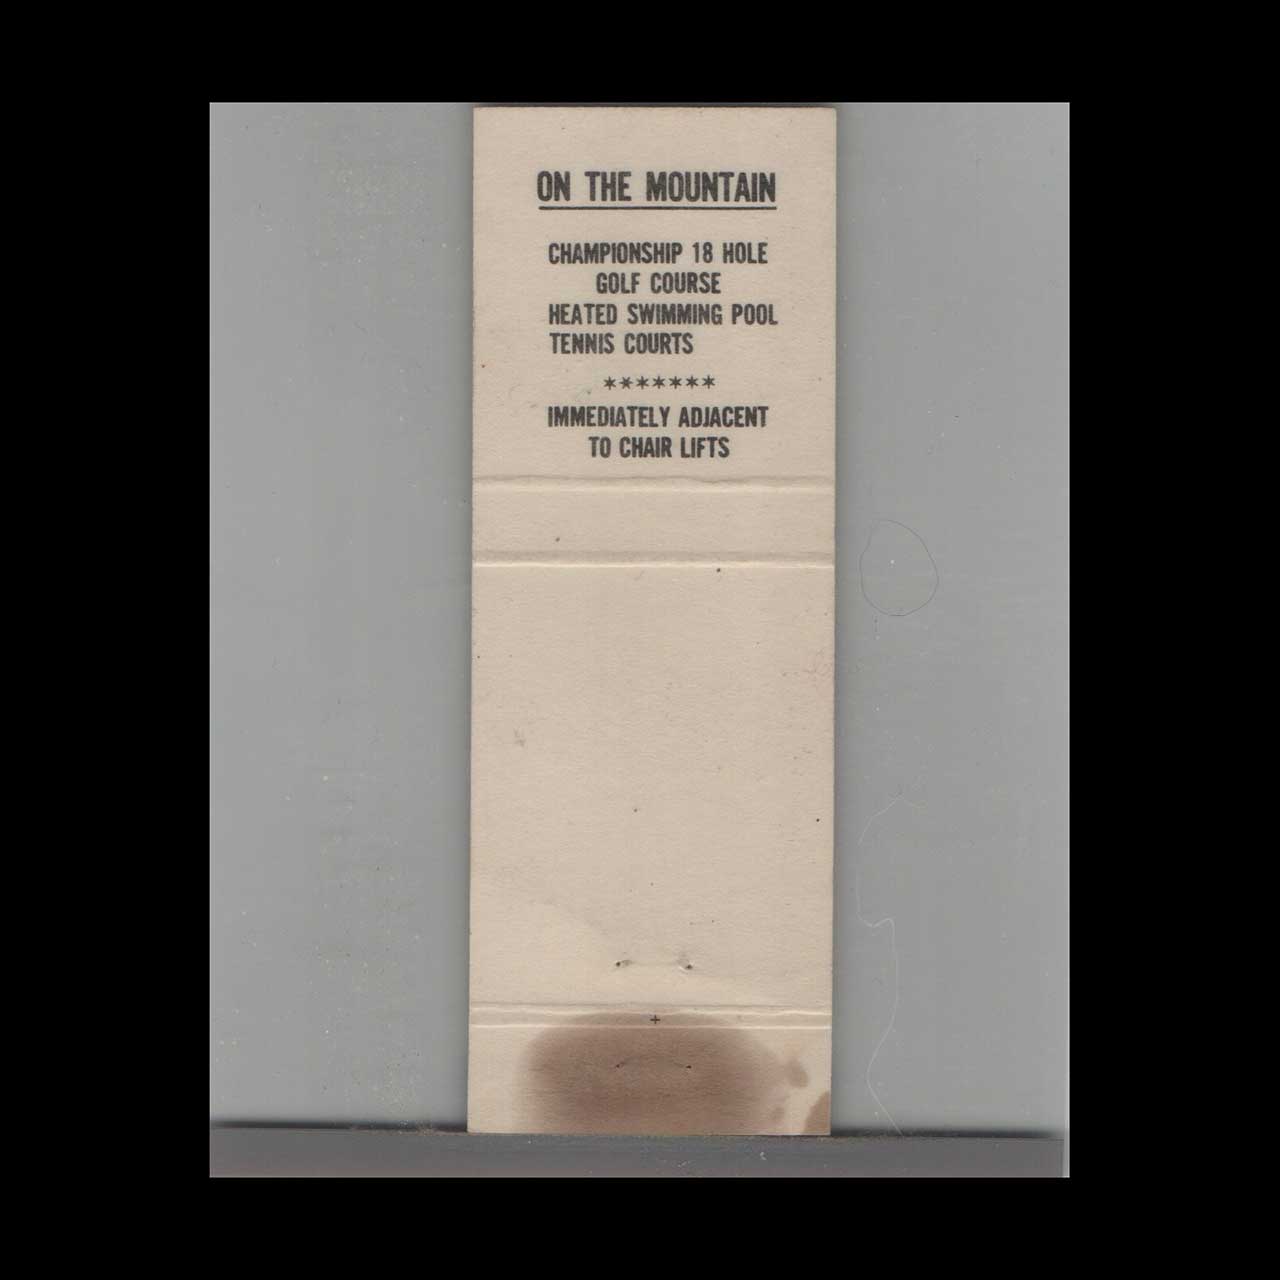 ON THE MOUNTAIN
CHAMPIONSHIP 18 HOLE
GOLF COURSE
HEATED SWIMMING POOL
TENNIS COURTS
*******
IMMEDIATELY ADJACENT
TO CHAIR LIFTS
+